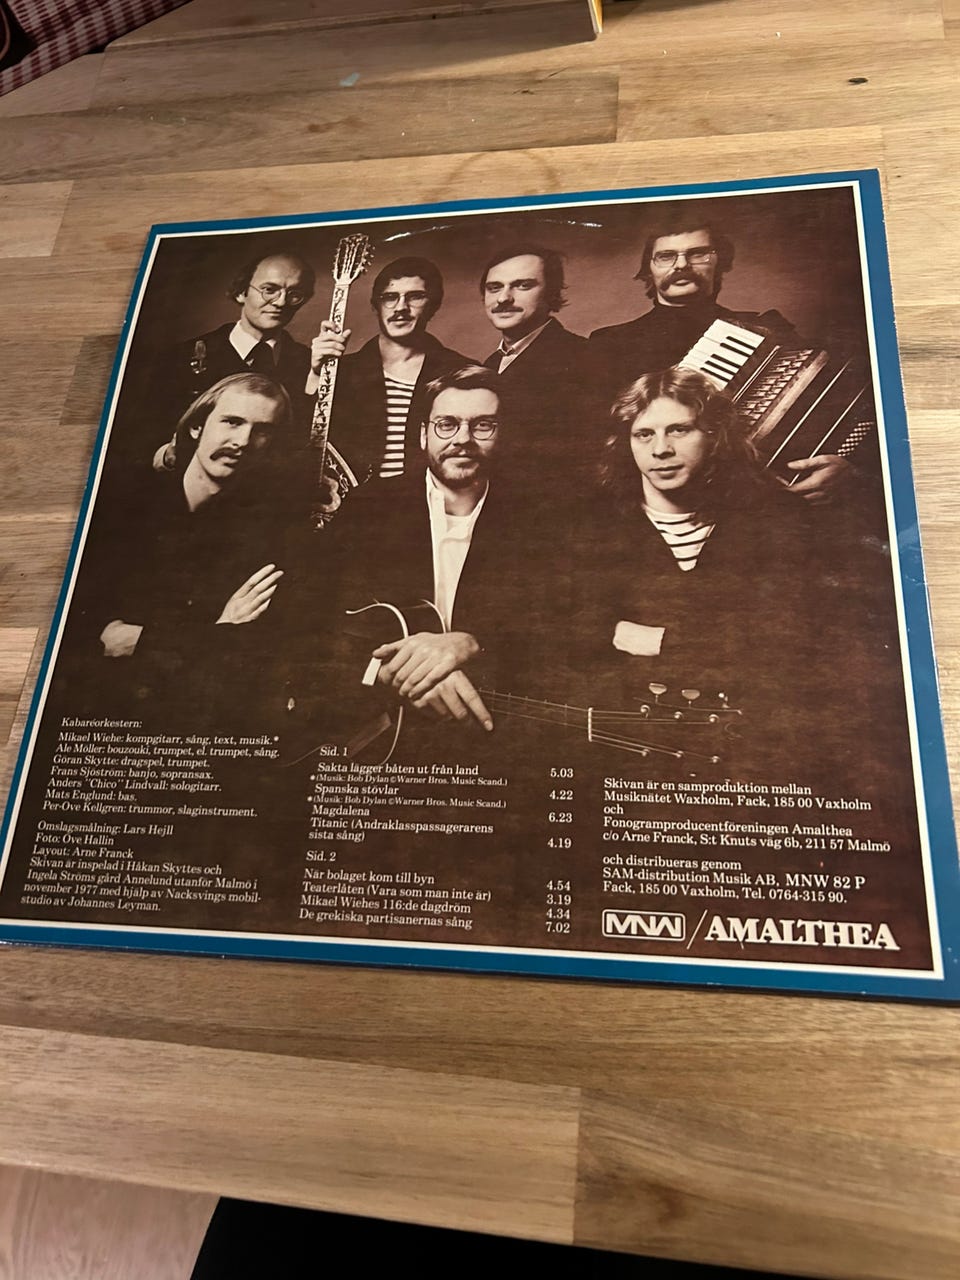 Kabaréorkestern:
Mikael Wiehe: kompgitarr, sång, text, musik.*
Ale Möller: bouzouki, trumpet, el. trumpet, sång.
Göran Skytte: dragspel, trumpet.
Frans Sjöström: banjo, sopransax.
Anders "Chico" Lindvall: sologitarr.
Mats Englund: bas.
Per-Ove Kellgren: trummor, slaginstrument.
Omslagsmålning: Lars Hejll
Foto: Ove Hallin
Layout: Arne Franck
Skivan är inspelad i Håkan Skyttes och
Ingela Ströms gård Annelund utanför Malmö i
november 1977 med hjälp av Nacksvings mobil-
studio av Johannes Leyman.
Sid. 1
Sakta lägger båten ut från land 5.03
*(Musik: Bob Dylan ©Warner Bros. Music Scand.)
Spanska stövlar 4.22
*(Musik: Bob Dylan ©Warner Bros. Music Scand.)
Magdalena 6.23
Titanic (Andraklasspassagerarens
sista sång) 4.19
Sid. 2
När bolaget kom till byn 4.54
Teaterlåten (Vara som man inte är) 3.19
Mikael Wiehes 116:de dagdröm 4.34
De grekiska partisanernas sång 7.02
Skivan är en samproduktion mellan
Musiknätet Waxholm, Fack, 185 00 Vaxholm
och
Fonogramproducentföreningen Amalthea
c/o Arne Franck, S:t Knuts väg 6b, 211 57 Malmö
och distribueras genom
SAM-distribution Musik AB, MNW 82 P
Fack, 185 00 Vaxholm, Tel. 0764-315 90.
MNW/AMALTHEA